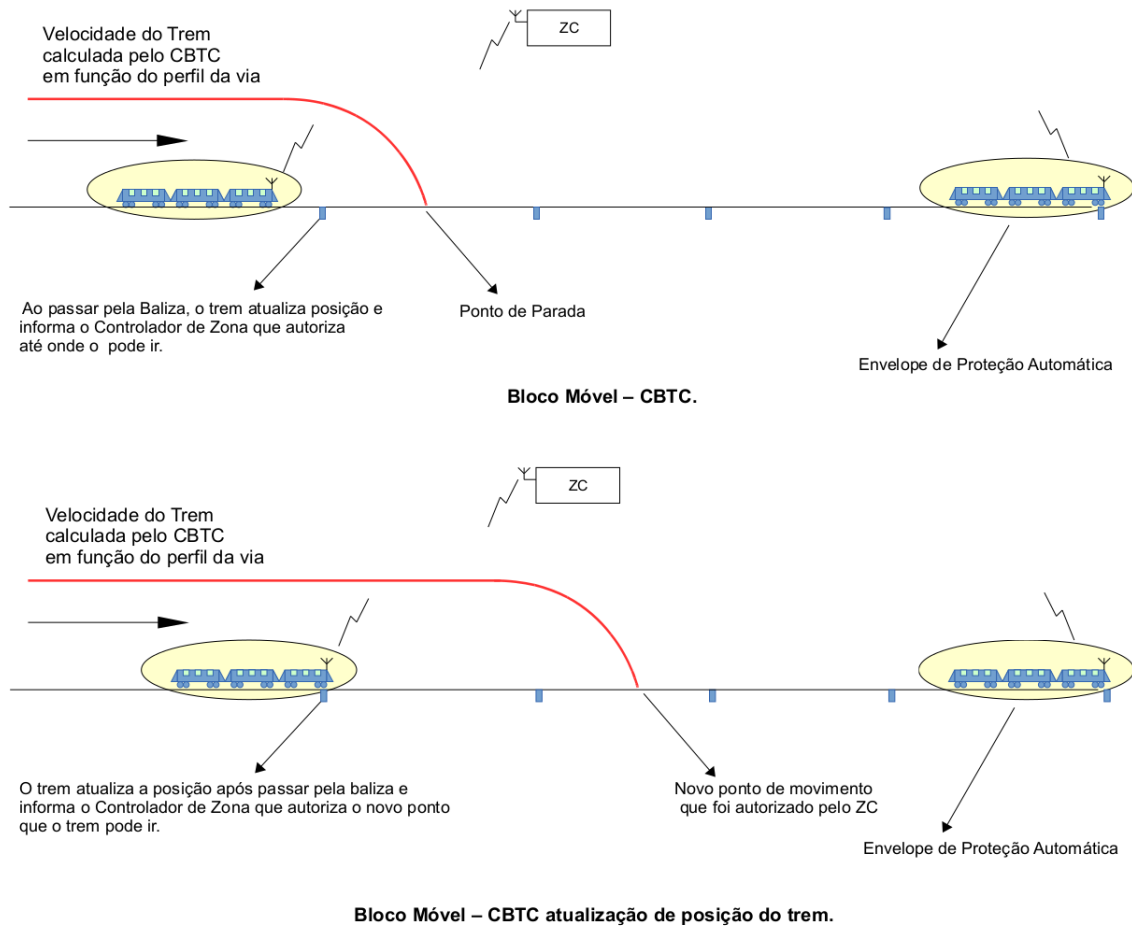 Velocidade do Trem
calculada pelo CBTC
em função do perfil da via
ZC
Ao passar pela Baliza, o trem atualiza posição e
informa o Controlador de Zona que autoriza
até onde o pode ir.
Ponto de Parada
Envelope de Proteção Automática
Bloco Móvel – CBTC.
Velocidade do Trem
calculada pelo CBTC
em função do perfil da via
ZC
O trem atualiza a posição após passar pela baliza e
informa o Controlador de Zona que autoriza o novo ponto
que o trem pode ir.
Novo ponto de movimento
que foi autorizado pelo ZC
Envelope de Proteção Automática
Bloco Móvel – CBTC atualização de posição do trem.